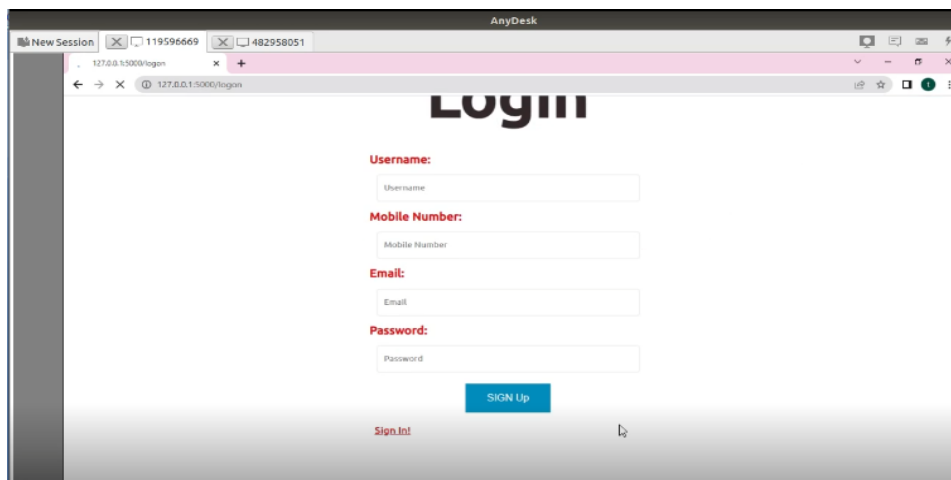 AnyDesk
New Session 119596669 482958051
127.0.0.1:5000/logon
127.0.0.1:5000/logon
Login
Username:
Username
Mobile Number:
Mobile Number
Email:
Email
Password:
Password
SIGN Up
Sign In!